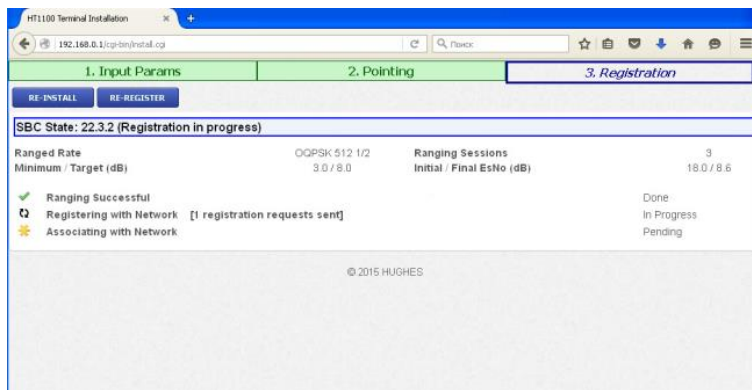 HT1100 Terminal Installation
192.168.0.1/cgi-bin/install.cgi
Поиск
1. Input Params 2. Pointing 3. Registration
RE-INSTALL RE-REGISTER
SBC State: 22.3.2 (Registration in progress)
Ranged Rate OQPSK 512 1/2 Ranging Sessions 3
Minimum / Target (dB) 3.0 / 8.0 Initial / Final EsNo (dB) 18.0 / 8.6
Ranging Successful Done
Registering with Network [1 registration requests sent] In Progress
Associating with Network Pending
© 2015 HUGHES